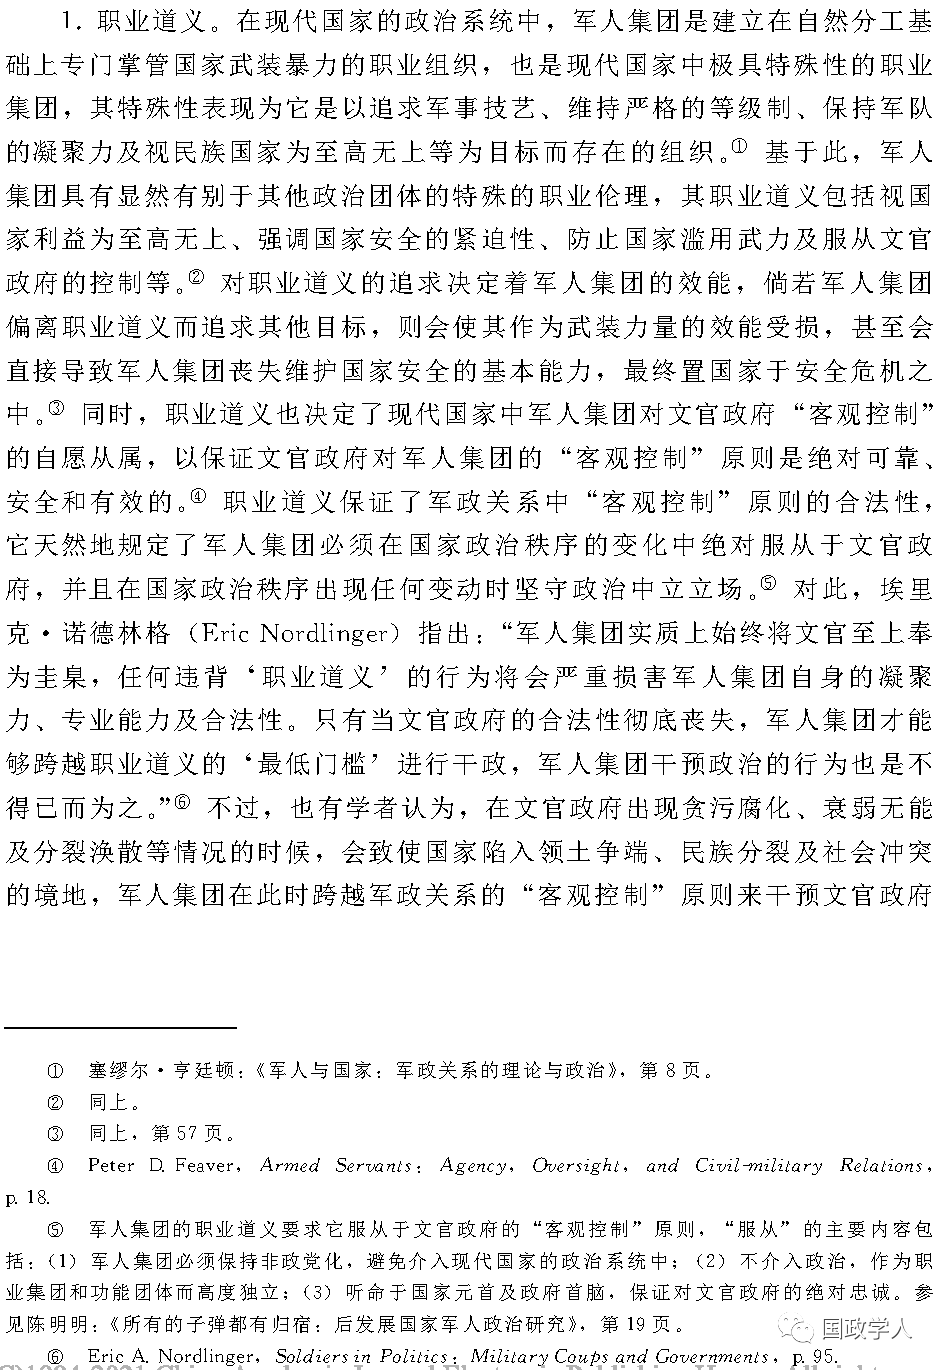 1. 职业道义。在现代国家的政治系统中，军人集团是建立在自然分工基
础上专门掌管国家武装暴力的职业组织，也是现代国家中极具特殊性的职业
集团，其特殊性表现为它是以追求军事技艺、维持严格的等级制、保持军队
的凝聚力及视民族国家为至高无上等为目标而存在的组织。① 基于此，军人
集团具有显然有别于其他政治团体的特殊的职业伦理，其职业道义包括视国
家利益为至高无上、强调国家安全的紧迫性、防止国家滥用武力及服从文官
政府的控制等。② 对职业道义的追求决定着军人集团的效能，倘若军人集团
偏离职业道义而追求其他目标，则会使其作为武装力量的效能受损，甚至会
直接导致军人集团丧失维护国家安全的基本能力，最终置国家于安全危机之
中。③ 同时，职业道义也决定了现代国家中军人集团对文官政府“客观控制”
的自愿从属，以保证文官政府对军人集团的“客观控制”原则是绝对可靠、
安全和有效的。④ 职业道义保证了军政关系中“客观控制”原则的合法性，
它天然地规定了军人集团必须在国家政治秩序的变化中绝对服从于文官政
府，并且在国家政治秩序出现任何变动时坚守政治中立立场。⑤ 对此，埃里
克·诺德林格（Eric Nordlinger）指出：“军人集团实质上始终将文官至上奉
为圭臬，任何违背‘职业道义’的行为将会严重损害军人集团自身的凝聚
力、专业能力及合法性。只有当文官政府的合法性彻底丧失，军人集团才能
够跨越职业道义的‘最低门槛’进行干政，军人集团干预政治的行为也是不
得已而为之。”⑥ 不过，也有学者认为，在文官政府出现贪污腐化、衰弱无能
及分裂涣散等情况的时候，会致使国家陷入领土争端、民族分裂及社会冲突
的境地，军人集团在此时跨越军政关系的“客观控制”原则来干预文官政府
① 塞缪尔·亨廷顿：《军人与国家：军政关系的理论与政治》，第 8 页。
② 同上。
③ 同上，第 57 页。
④ Peter D. Feaver, Armed Servants: Agency, Oversight, and Civil-military Relations,
p. 18.
⑤ 军人集团的职业道义要求它服从于文官政府的“客观控制”原则，“服从”的主要内容包
括：（1）军人集团必须保持非政党化，避免介入现代国家的政治系统中；（2）不介入政治，作为职
业集团和功能团体而高度独立；（3）听命于国家元首及政府首脑，保证对文官政府的绝对忠诚。参
见陈明明：《所有的子弹都有归宿：后发展国家军人政治研究》，第 19 页。
国政学人
⑥ Eric A. Nordlinger, Soldiers in Politics: Military Coups and Governments, p. 95.